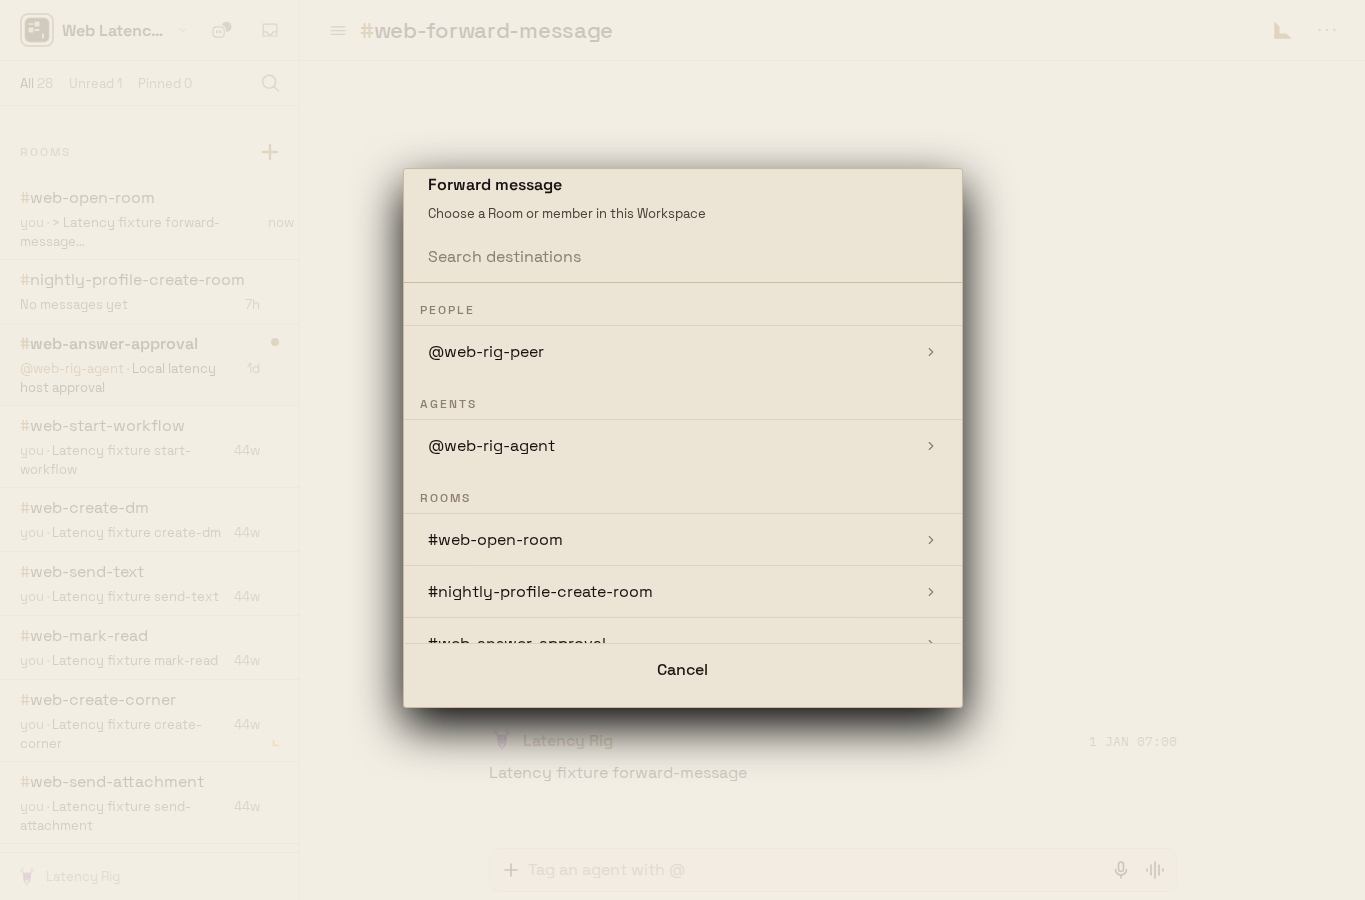 Web Latenc...
All 28 Unread 1 Pinned 0
ROOMS
#web-open-room
you · > Latency fixture forward- now
message...
#nightly-profile-create-room
No messages yet 7h
#web-answer-approval
@web-rig-agent · Local latency 1d
host approval
#web-start-workflow
you · Latency fixture start- 44w
workflow
#web-create-dm
you · Latency fixture create-dm 44w
#web-send-text
you · Latency fixture send-text 44w
#web-mark-read
you · Latency fixture mark-read 44w
#web-create-corner
you · Latency fixture create- 44w
corner
#web-send-attachment
you · Latency fixture send- 44w
attachment
Latency Rig
#web-forward-message
Forward message
Choose a Room or member in this Workspace
Search destinations
PEOPLE
@web-rig-peer
AGENTS
@web-rig-agent
ROOMS
#web-open-room
#nightly-profile-create-room
#web-answer-approval
Cancel
Latency Rig 1 JAN 07:00
Latency fixture forward-message
Tag an agent with @